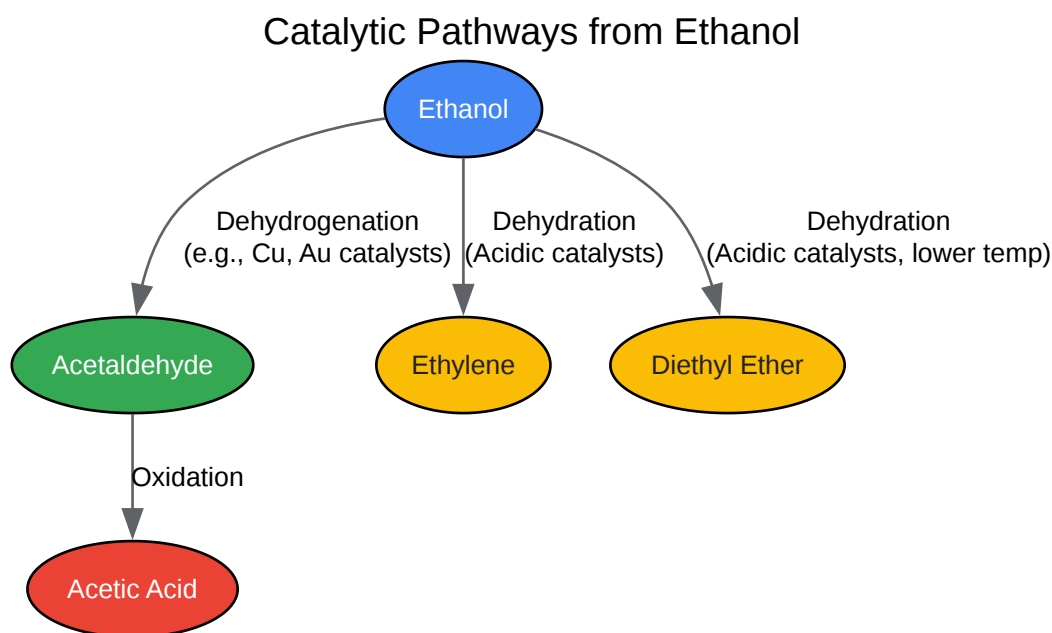 Catalytic Pathways from Ethanol
Ethanol
Dehydrogenation
(e.g., Cu, Au catalysts)
Dehydration
(Acidic catalysts)
Dehydration
(Acidic catalysts, lower temp)
Acetaldehyde
Ethylene
Diethyl Ether
Oxidation
Acetic Acid